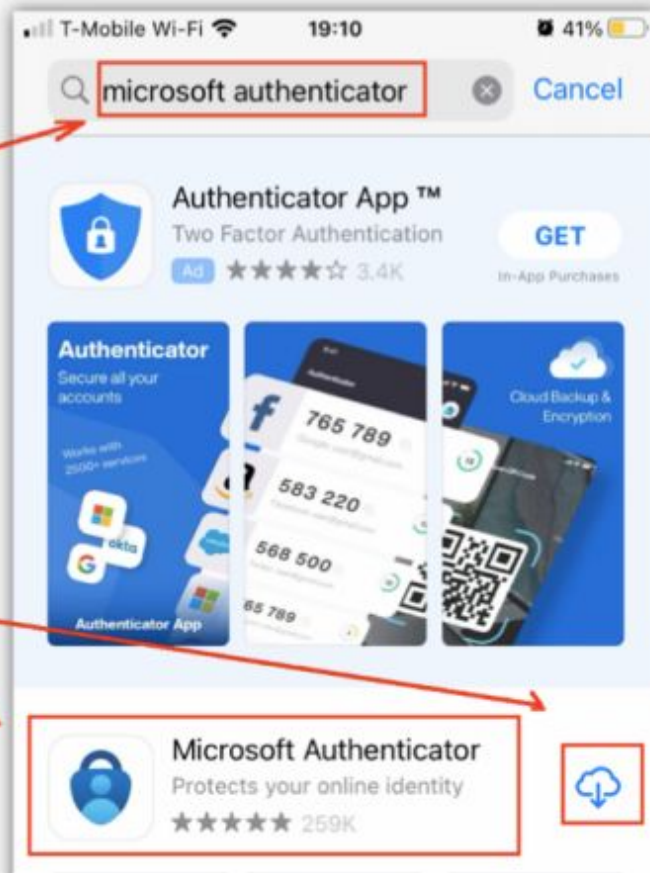 T-Mobile Wi-Fi 19:10 41%
microsoft authenticator Cancel
Authenticator App ™
Two Factor Authentication
GET
Ad ★★★★☆ 3.4K
In-App Purchases
Authenticator
Secure all your
accounts
Works with
2500+ services
okta
Authenticator App
Authenticator
765 789
583 220
568 500
65 789
Cloud Backup &
Encryption
Microsoft Authenticator
Protects your online identity
★★★★★ 259K